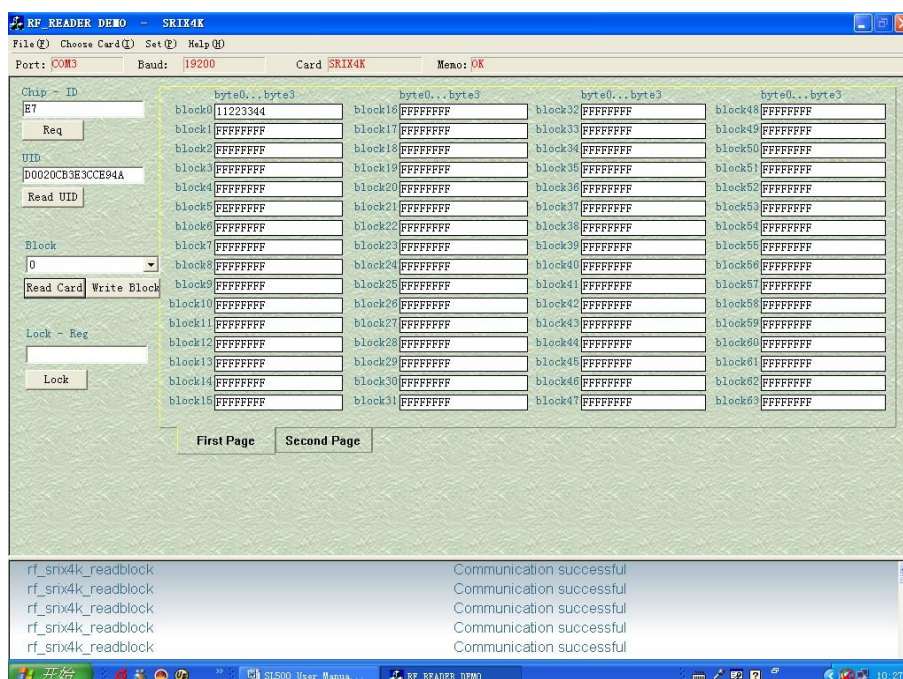 RF_READER DEMO - SRIX4K
File(F) Choose Card(I) Set(P) Help(H)
Port: COM3 Baud: 19200 Card SRIX4K Memo: OK
Chip - ID
E7
Req
UID
D0020CB3E3CCE94A
Read UID
Block
0
Read Card Write Block
Lock - Reg
Lock
byte0...byte3 byte0...byte3 byte0...byte3 byte0...byte3
block0 11223344 block16 FFFFFFFF block32 FFFFFFFF block48 FFFFFFFF
block1 FFFFFFFF block17 FFFFFFFF block33 FFFFFFFF block49 FFFFFFFF
block2 FFFFFFFF block18 FFFFFFFF block34 FFFFFFFF block50 FFFFFFFF
block3 FFFFFFFF block19 FFFFFFFF block35 FFFFFFFF block51 FFFFFFFF
block4 FFFFFFFF block20 FFFFFFFF block36 FFFFFFFF block52 FFFFFFFF
block5 FEFFFFFF block21 FFFFFFFF block37 FFFFFFFF block53 FFFFFFFF
block6 FFFFFFFF block22 FFFFFFFF block38 FFFFFFFF block54 FFFFFFFF
block7 FFFFFFFF block23 FFFFFFFF block39 FFFFFFFF block55 FFFFFFFF
block8 FFFFFFFF block24 FFFFFFFF block40 FFFFFFFF block56 FFFFFFFF
block9 FFFFFFFF block25 FFFFFFFF block41 FFFFFFFF block57 FFFFFFFF
block10 FFFFFFFF block26 FFFFFFFF block42 FFFFFFFF block58 FFFFFFFF
block11 FFFFFFFF block27 FFFFFFFF block43 FFFFFFFF block59 FFFFFFFF
block12 FFFFFFFF block28 FFFFFFFF block44 FFFFFFFF block60 FFFFFFFF
block13 FFFFFFFF block29 FFFFFFFF block45 FFFFFFFF block61 FFFFFFFF
block14 FFFFFFFF block30 FFFFFFFF block46 FFFFFFFF block62 FFFFFFFF
block15 FFFFFFFF block31 FFFFFFFF block47 FFFFFFFF block63 FFFFFFFF
First Page Second Page
rf_srix4k_readblock Communication successful
rf_srix4k_readblock Communication successful
rf_srix4k_readblock Communication successful
rf_srix4k_readblock Communication successful
rf_srix4k_readblock Communication successful
开始 SL500 User Manua... RF_READER DEMO 10:27